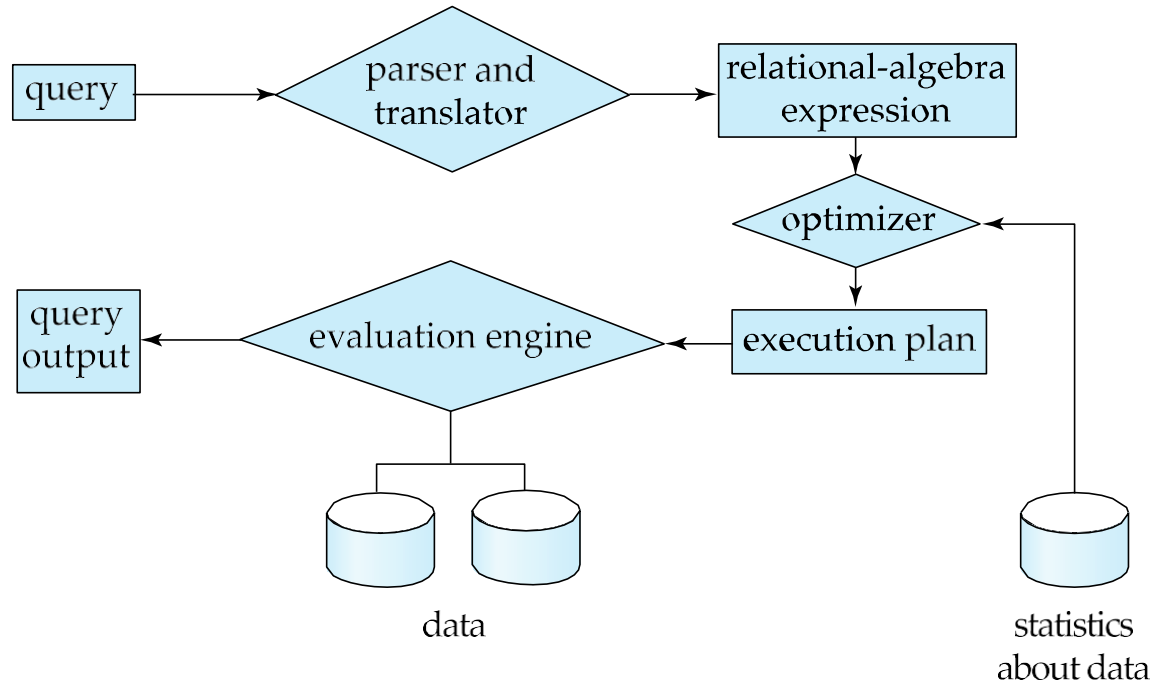 query
parser and
translator
relational-algebra
expression
optimizer
execution plan
evaluation engine
query
output
data
statistics
about data